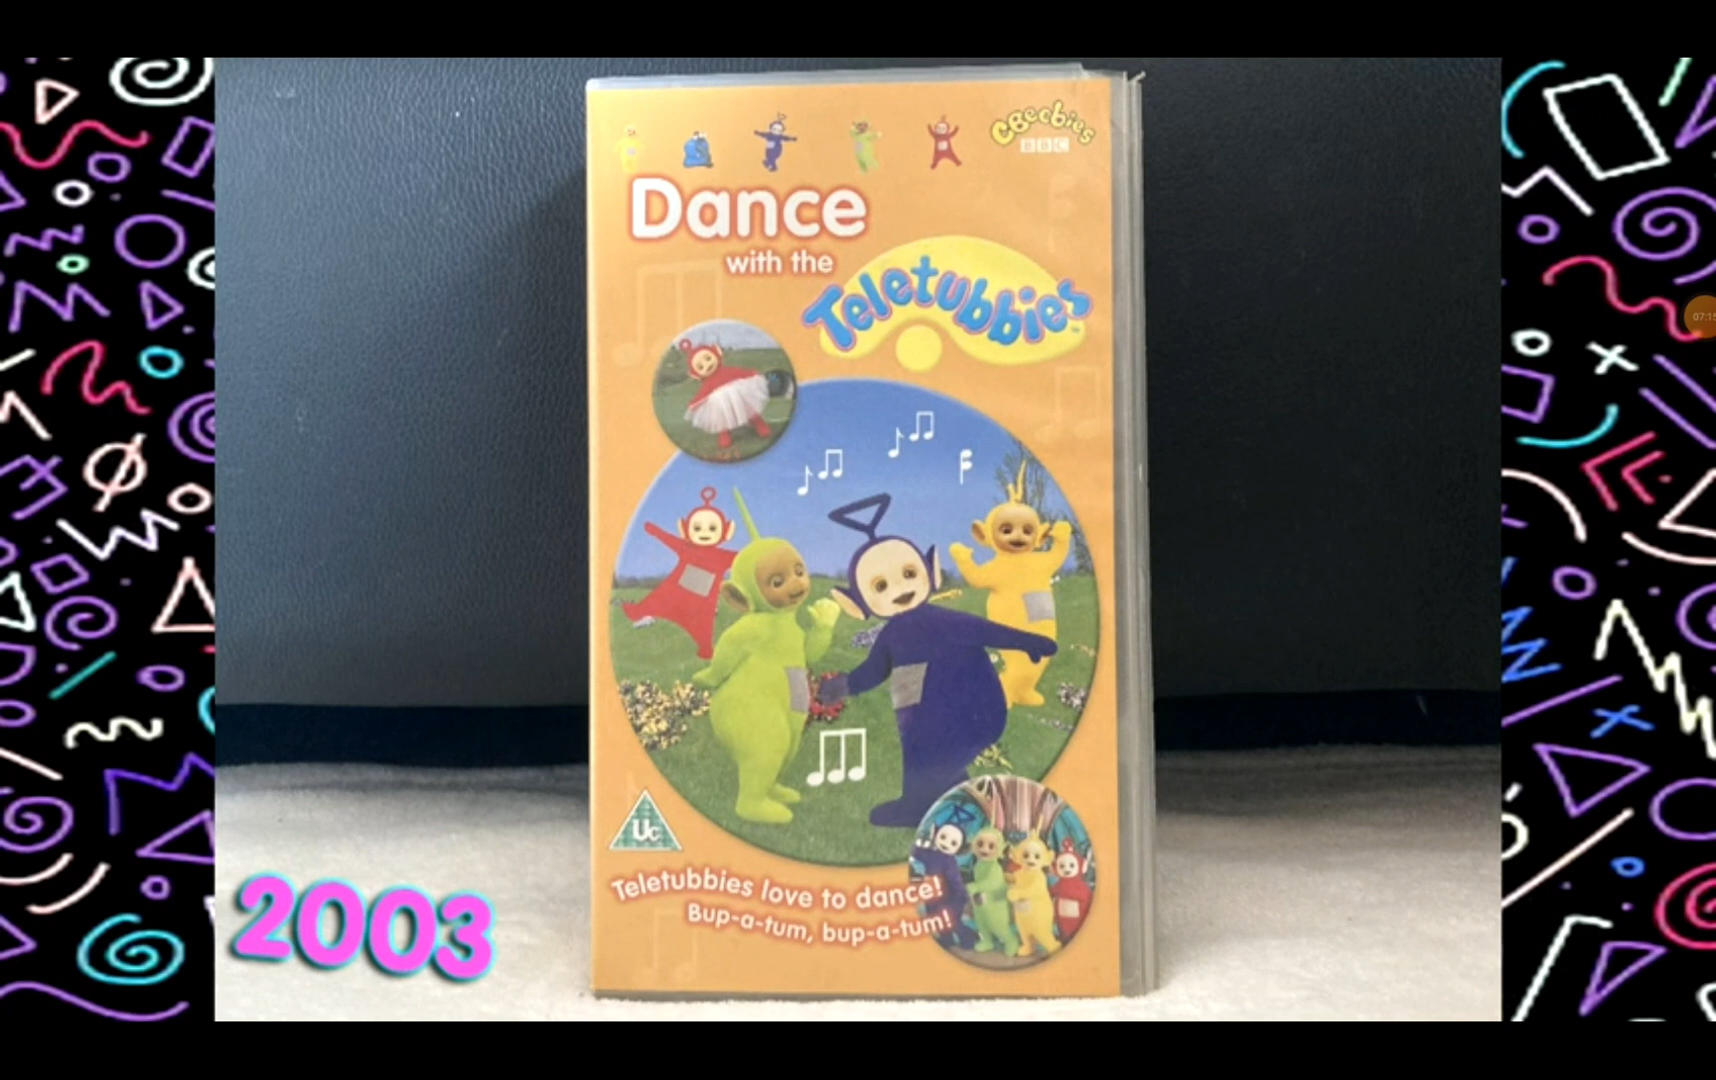 CBeebies
BBC
Dance
with the
Teletubbies
Uc
Teletubbies love to dance!
Bup-a-tum, bup-a-tum!
2003